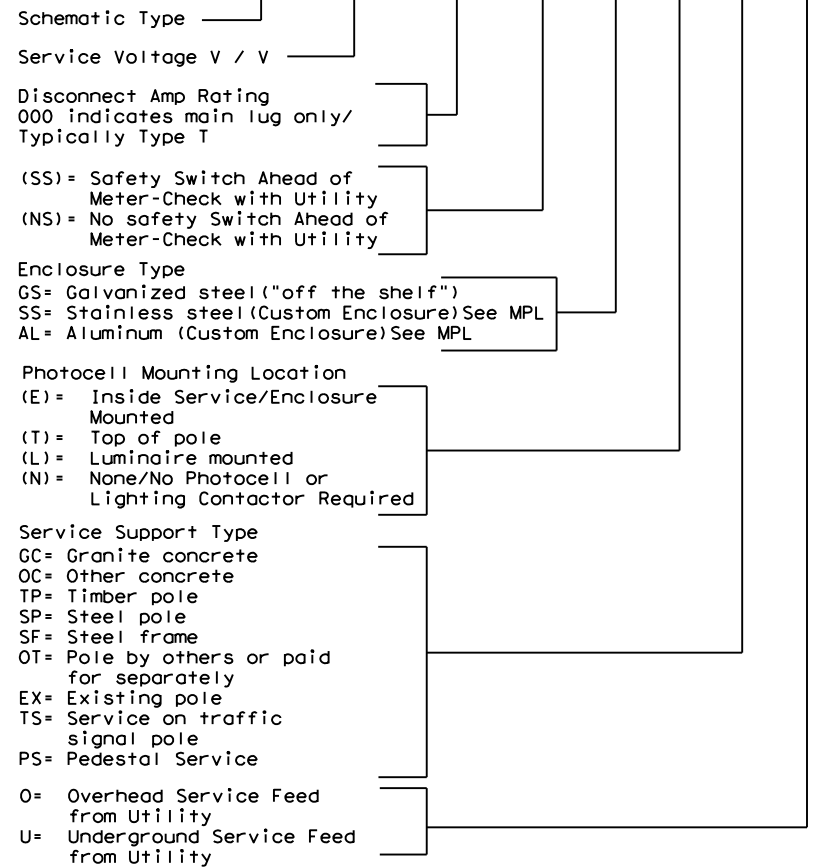 Schematic Type
Service Voltage V / V
Disconnect Amp Rating
000 indicates main lug only/
Typically Type T
(SS)= Safety Switch Ahead of
Meter-Check with Utility
(NS)= No safety Switch Ahead of
Meter-Check with Utility
Enclosure Type
GS= Galvanized steel("off the shelf")
SS= Stainless steel(Custom Enclosure)See MPL
AL= Aluminum (Custom Enclosure)See MPL
Photocell Mounting Location
(E)= Inside Service/Enclosure
Mounted
(T)= Top of pole
(L)= Luminaire mounted
(N)= None/No Photocell or
Lighting Contactor Required
Service Support Type
GC= Granite concrete
OC= Other concrete
TP= Timber pole
SP= Steel pole
SF= Steel frame
OT= Pole by others or paid
for separately
EX= Existing pole
TS= Service on traffic
signal pole
PS= Pedestal Service
O= Overhead Service Feed
from Utility
U= Underground Service Feed
from Utility